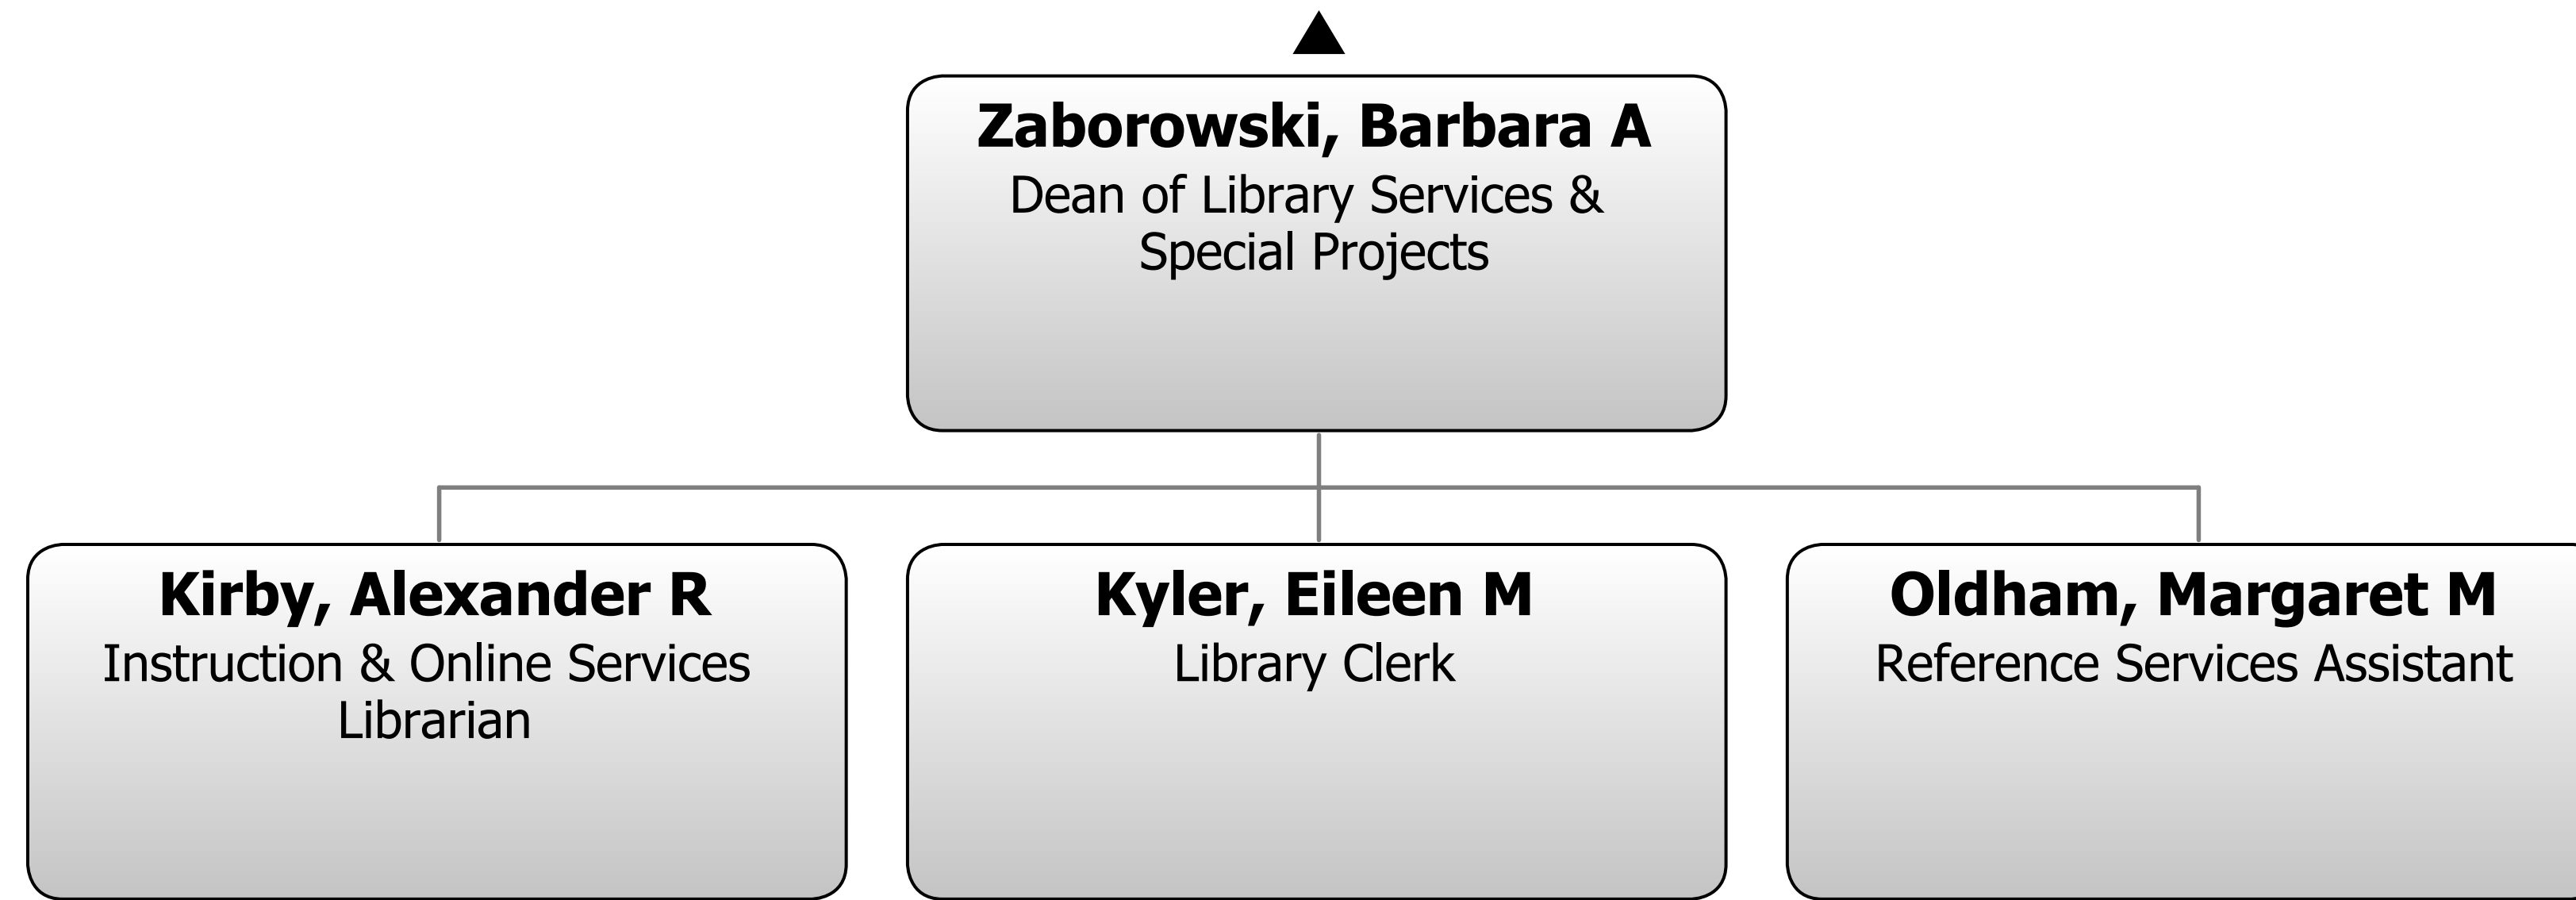 Zaborowski, Barbara A
Dean of Library Services &
Special Projects
Kirby, Alexander R
Instruction & Online Services
Librarian
Kyler, Eileen M
Library Clerk
Oldham, Margaret M
Reference Services Assistant